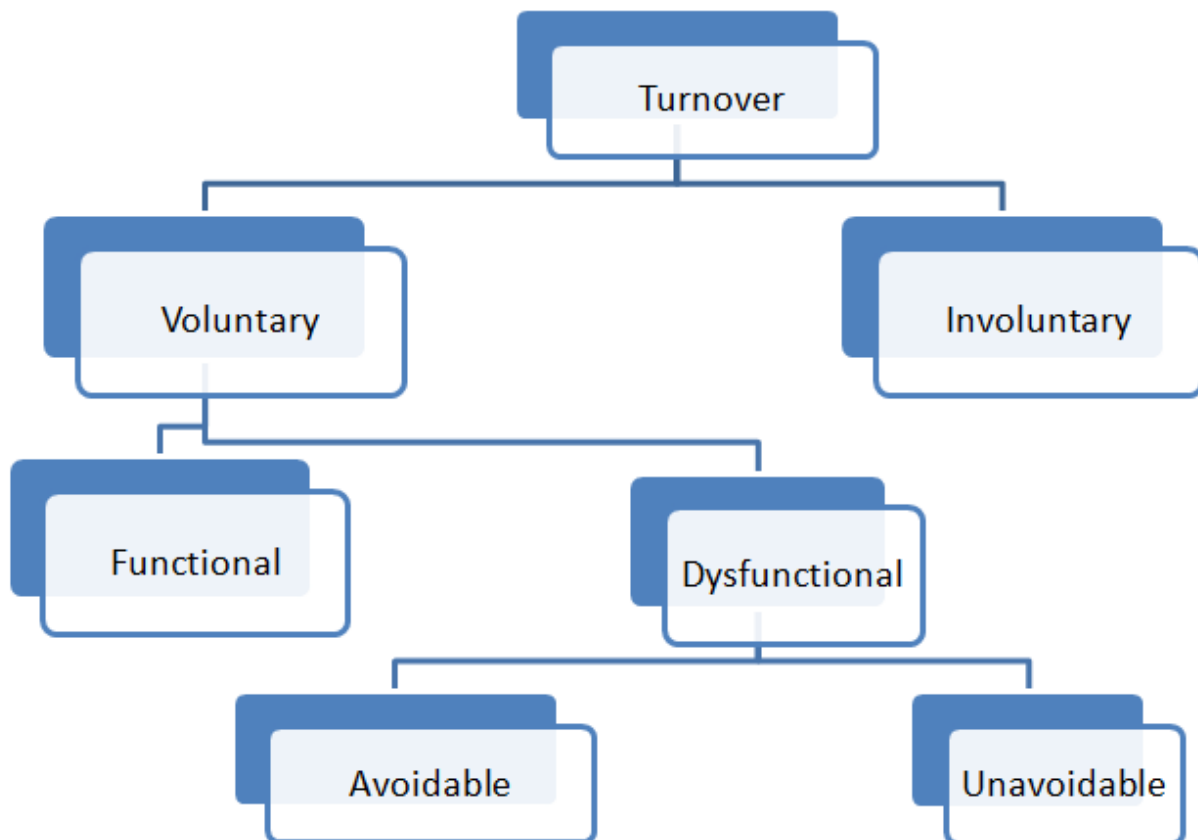 Turnover
Voluntary
Involuntary
Functional
Dysfunctional
Avoidable
Unavoidable